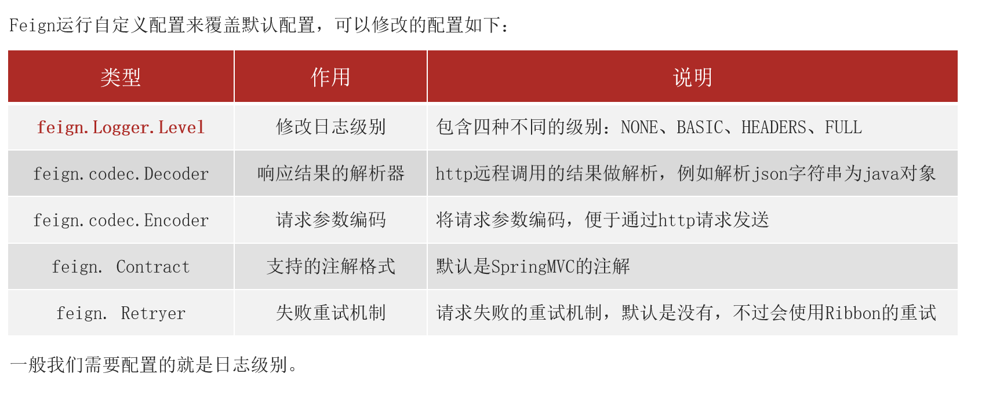 Feign运行自定义配置来覆盖默认配置，可以修改的配置如下：
类型 作用 说明
feign.Logger.Level 修改日志级别 包含四种不同的级别：NONE、BASIC、HEADERS、FULL
feign.codec.Decoder 响应结果的解析器 http远程调用的结果做解析，例如解析json字符串为java对象
feign.codec.Encoder 请求参数编码 将请求参数编码，便于通过http请求发送
feign. Contract 支持的注解格式 默认是SpringMVC的注解
feign. Retryer 失败重试机制 请求失败的重试机制，默认是没有，不过会使用Ribbon的重试
一般我们需要配置的就是日志级别。